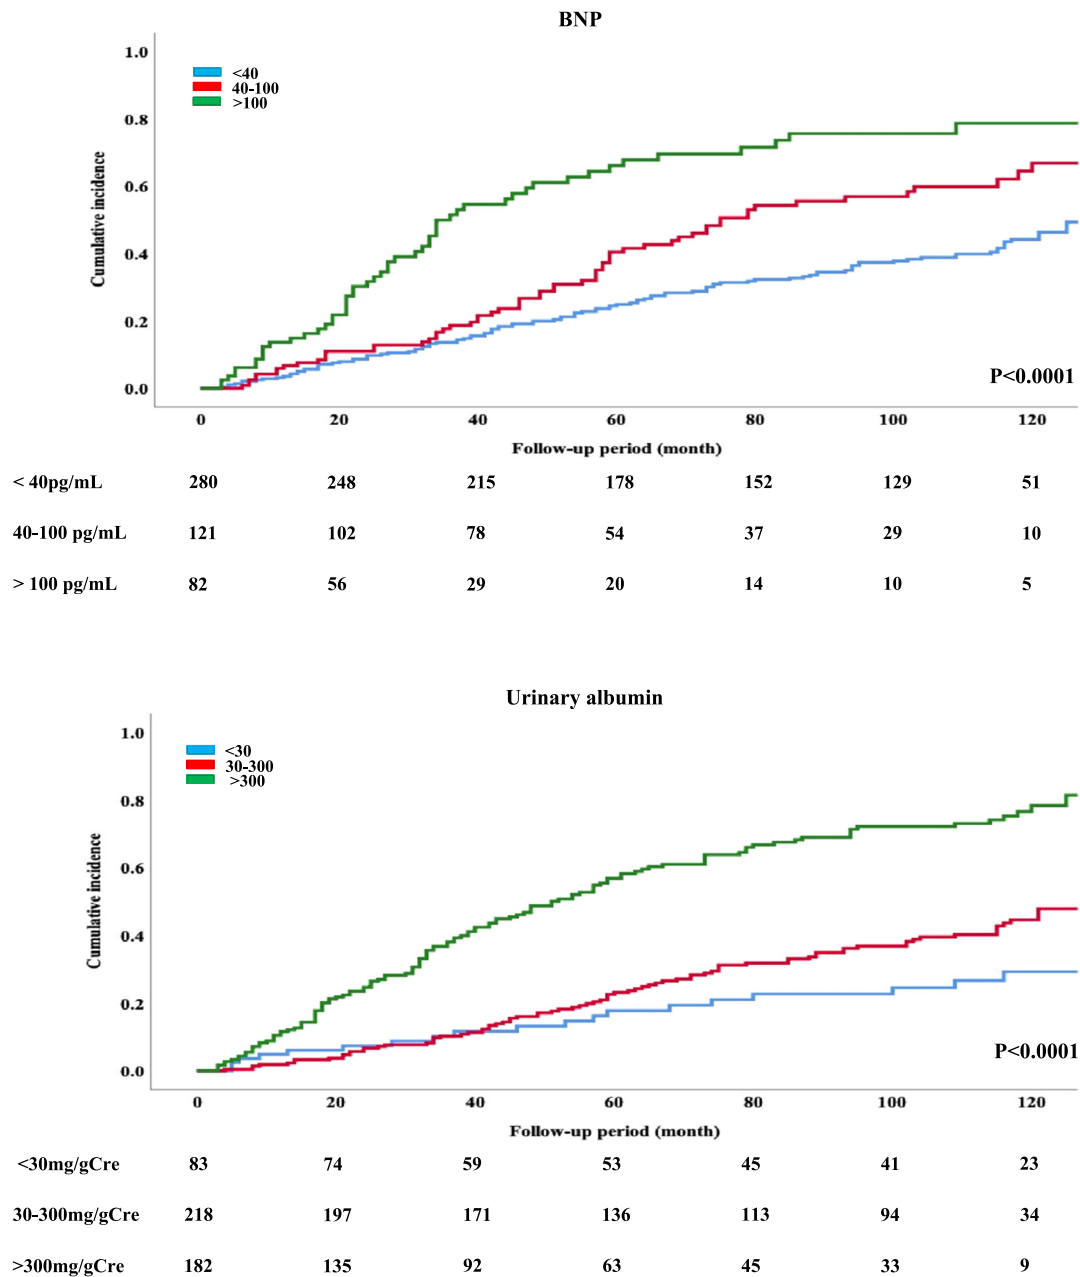 BNP
1.0
<40
40-100
>100
0.8
0.6
Cumulative incidence
0.4
0.2
P<0.0001
0.0
0 20 40 60 80 100 120
Follow-up period (month)
< 40pg/mL 280 248 215 178 152 129 51
40-100 pg/mL 121 102 78 54 37 29 10
> 100 pg/mL 82 56 29 20 14 10 5
Urinary albumin
1.0
<30
30-300
>300
0.8
0.6
Cumulative incidence
0.4
0.2
P<0.0001
0.0
0 20 40 60 80 100 120
Follow-up period (month)
<30mg/gCre 83 74 59 53 45 41 23
30-300mg/gCre 218 197 171 136 113 94 34
>300mg/gCre 182 135 92 63 45 33 9